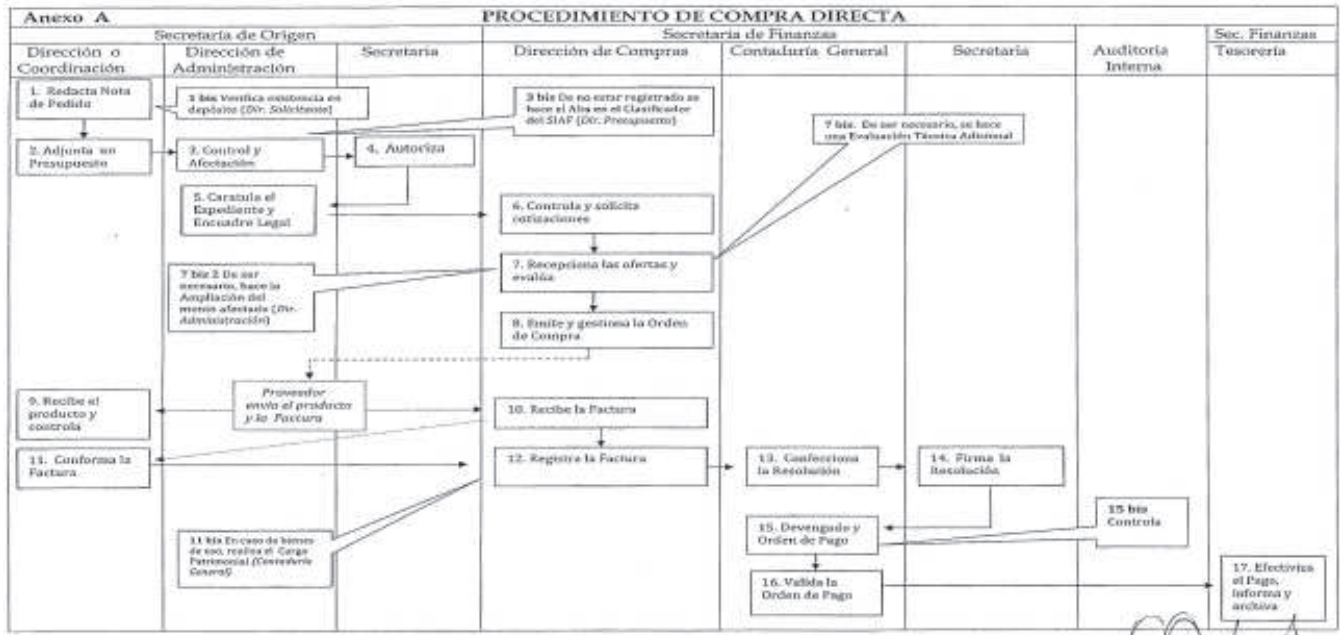 Anexo A
PROCEDIMIENTO DE COMPRA DIRECTA
Secretaría de Origen
Secretaría de Finanzas
Sec. Finanzas
Dirección o
Coordinación
Dirección de
Administración
Secretaria
Dirección de Compras
Contaduría General
Secretaria
Auditoria
Interna
Tesorería
1. Redacta Nota
de Pedido
1 bis Verifica existencia en
depósito (Dir. Solicitante)
3 bis De no estar registrado se
hace el Alta en el Clasificador
del SIAF (Dir. Presupuesto)
7 bis. De ser necesario, se hace
una Evaluación Técnica Adicional
2. Adjunta un
Presupuesto
3. Control y
Afectación
4. Autoriza
5. Caratula el
Expediente y
Encuadre Legal
6. Controla y solicita
cotizaciones
7. Recepciona las ofertas y
evalúa
7 bis 2 De ser
necesario, hace la
Ampliación del
monto afectado (Dir.
Administración)
8. Emite y gestiona la Orden
de Compra
9. Recibe el
producto y
controla
Proveedor
envía el producto
y la Factura
10. Recibe la Factura
11. Conforma la
Factura
12. Registra la Factura
13. Confecciona
la Resolución
14. Firma la
Resolución
11 bis En caso de bienes
de uso, realiza el Cargo
Patrimonial (Contaduría
General)
15. Devengado y
Orden de Pago
15 bis
Controla
16. Valida la
Orden de Pago
17. Efectiviza
el Pago,
informa y
archiva